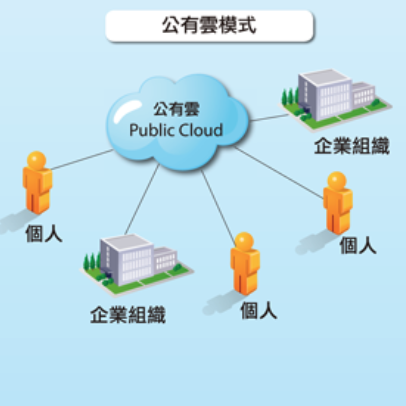 公有雲模式
公有雲
Public Cloud
企業組織
個人
個人
企業組織
個人